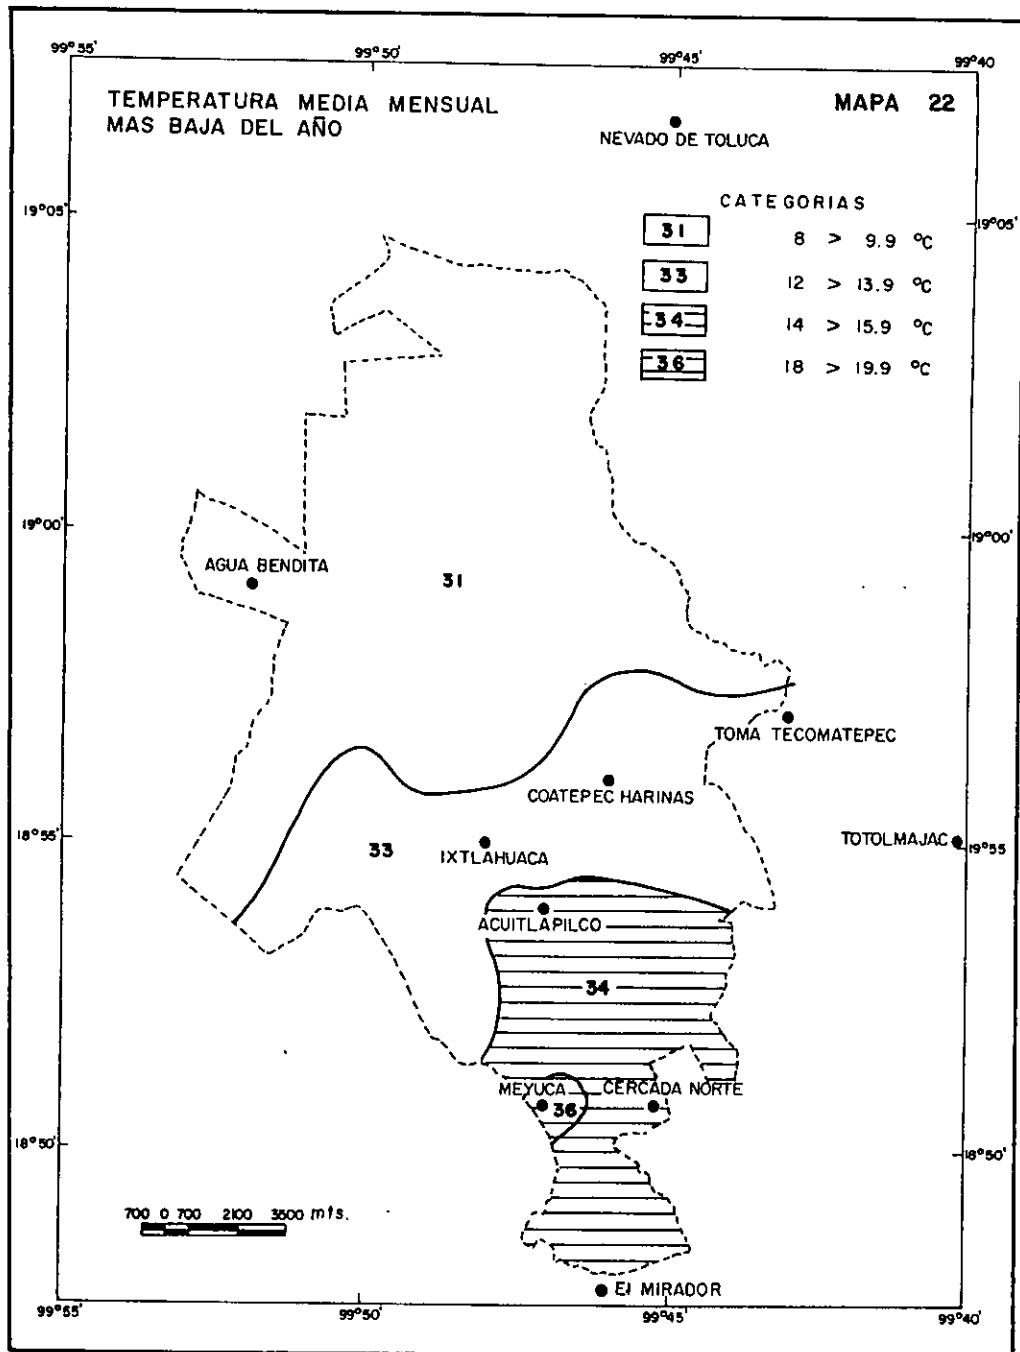 99°55' 99°50' 99°45' 99°40'
TEMPERATURA MEDIA MENSUAL
MAS BAJA DEL AÑO
MAPA 22
NEVADO DE TOLUCA
CATEGORIAS
31 8 > 9.9 °C
33 12 > 13.9 °C
34 14 > 15.9 °C
36 18 > 19.9 °C
19°05' 19°05'
19°00' 19°00'
AGUA BENDITA
31
TOMA TECOMATEPEC
COATEPEC HARINAS
18°55' 19°55
TOTOLMAJAC
33
IXTLAHUACA
ACUITLAPILCO
34
MEYUCA
CERCADA NORTE
36
18°50' 18°50'
700 0 700 2100 3500 mts.
El MIRADOR
99°55' 99°50' 99°45' 99°40'